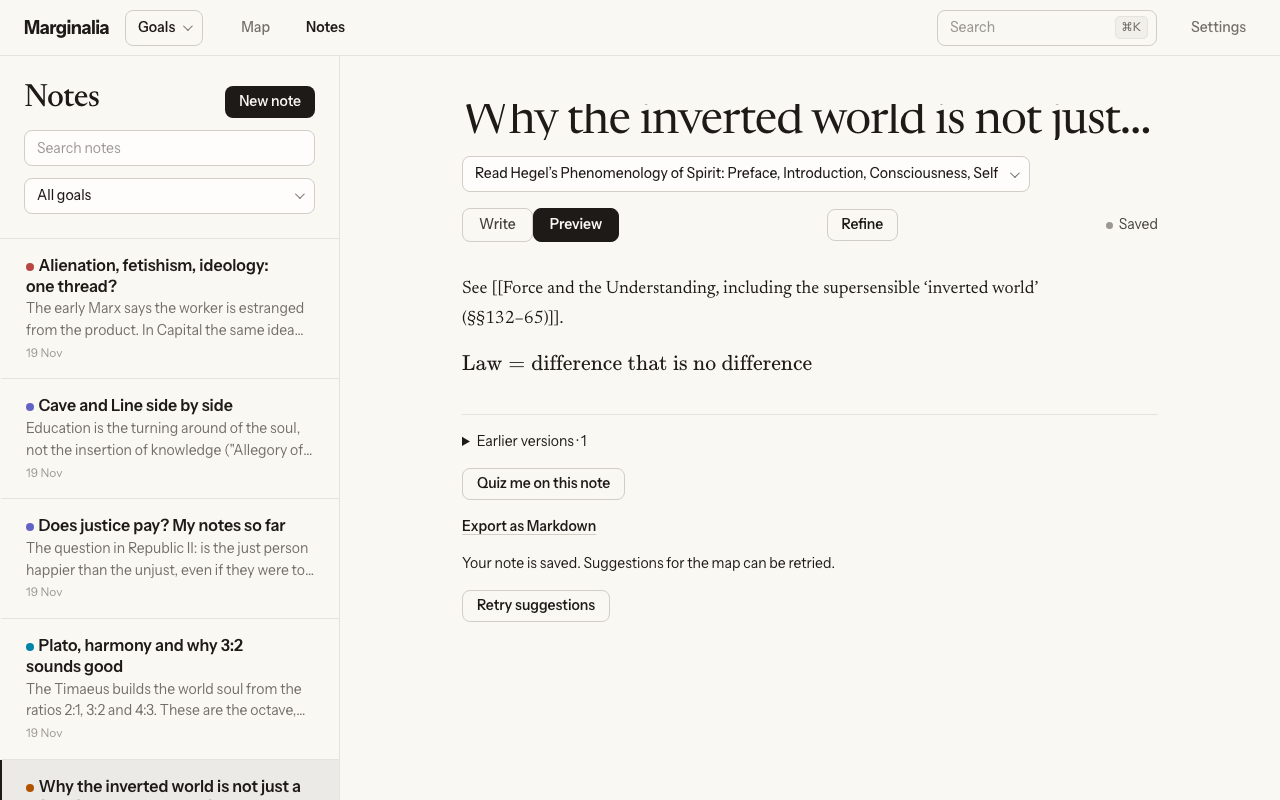 Marginalia
Goals
Map
Notes
Search
⌘K
Settings
Notes
New note
Search notes
All goals
Alienation, fetishism, ideology:
one thread?
The early Marx says the worker is estranged
from the product. In Capital the same idea…
19 Nov
Cave and Line side by side
Education is the turning around of the soul,
not the insertion of knowledge ("Allegory of…
19 Nov
Does justice pay? My notes so far
The question in Republic II: is the just person
happier than the unjust, even if they were to…
19 Nov
Plato, harmony and why 3:2
sounds good
The Timaeus builds the world soul from the
ratios 2:1, 3:2 and 4:3. These are the octave,…
19 Nov
Why the inverted world is not just a
Why the inverted world is not just…
Read Hegel’s Phenomenology of Spirit: Preface, Introduction, Consciousness, Self
Write
Preview
Refine
Saved
See [[Force and the Understanding, including the supersensible ‘inverted world’
(§§132–65)]].
Law = difference that is no difference
Earlier versions · 1
Quiz me on this note
Export as Markdown
Your note is saved. Suggestions for the map can be retried.
Retry suggestions